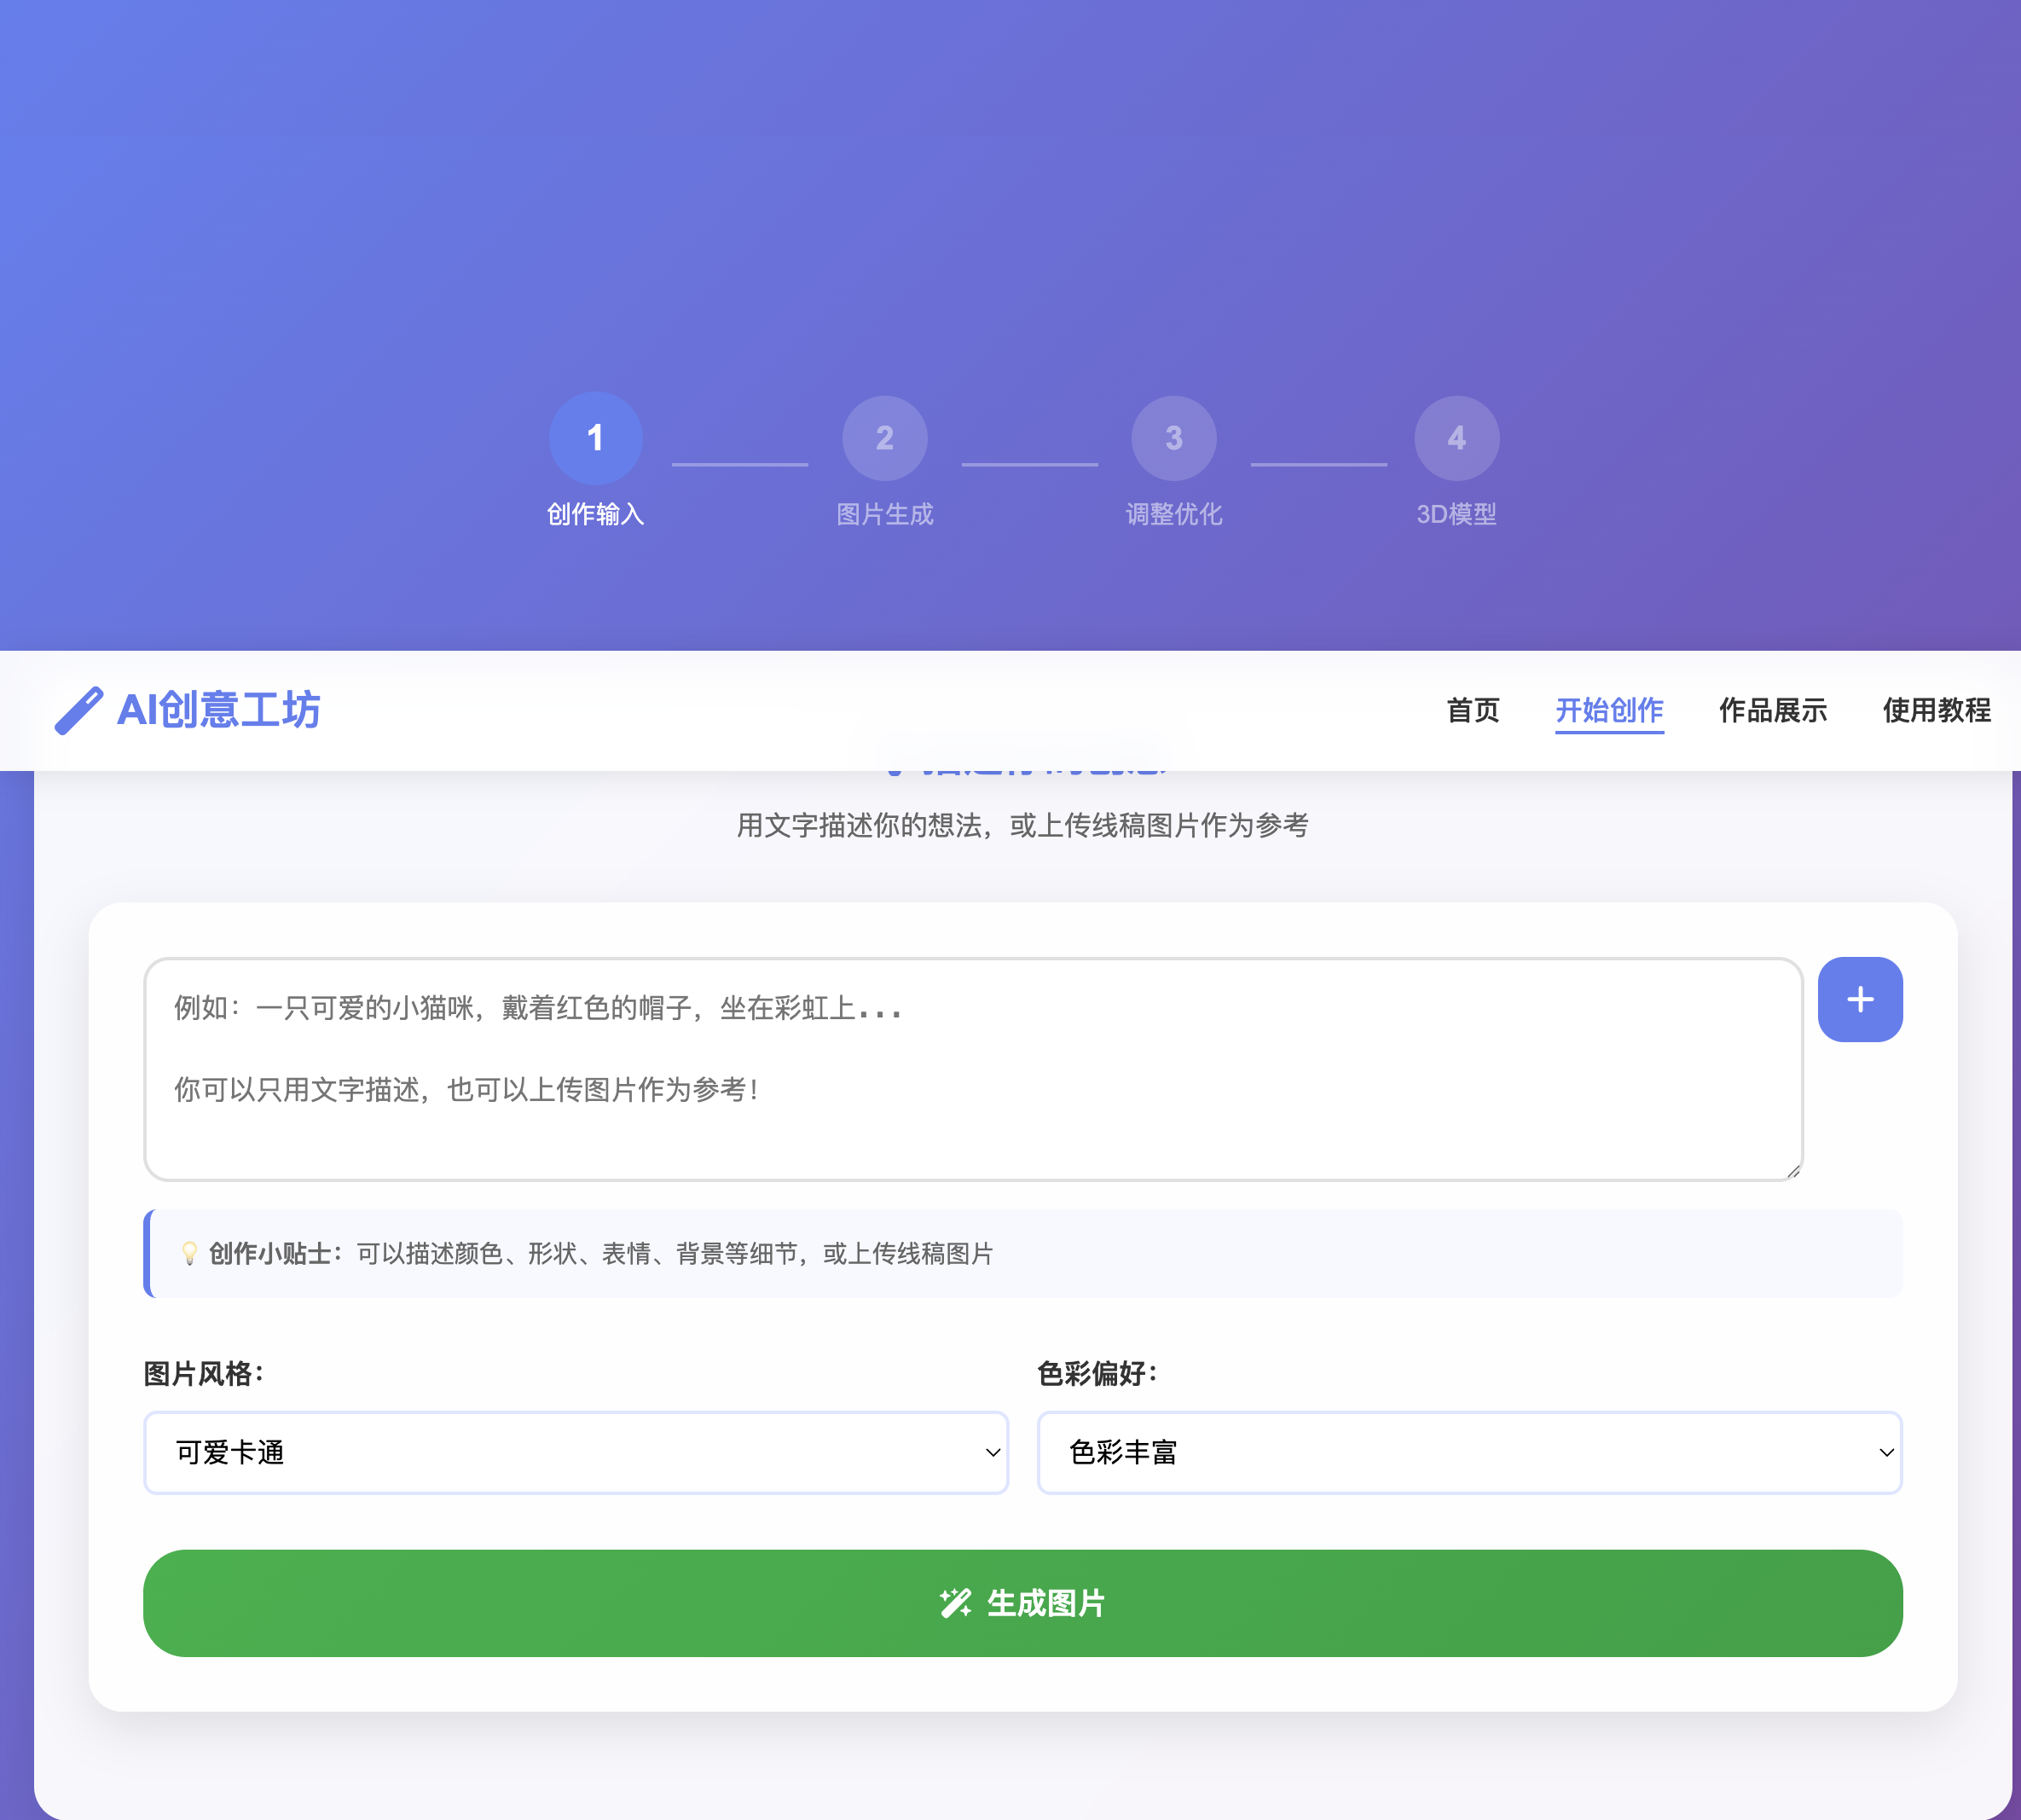 1
2
3
4
创作输入
图片生成
调整优化
3D模型
AI创意工坊
首页
开始创作
作品展示
使用教程
用文字描述你的想法，或上传线稿图片作为参考
例如：一只可爱的小猫咪，戴着红色的帽子，坐在彩虹上...
你可以只用文字描述，也可以上传图片作为参考！
💡 创作小贴士：可以描述颜色、形状、表情、背景等细节，或上传线稿图片
图片风格：
色彩偏好：
可爱卡通
色彩丰富
生成图片